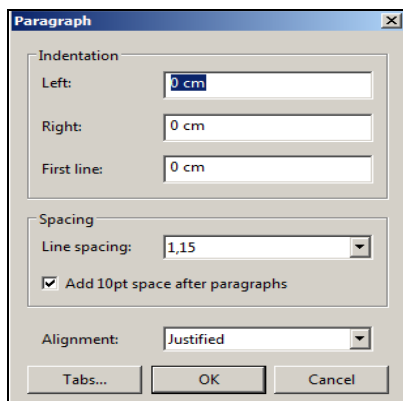 Paragraph
Indentation
Left: 0 cm
Right: 0 cm
First line: 0 cm
Spacing
Line spacing: 1,15
Add 10pt space after paragraphs
Alignment: Justified
Tabs... OK Cancel